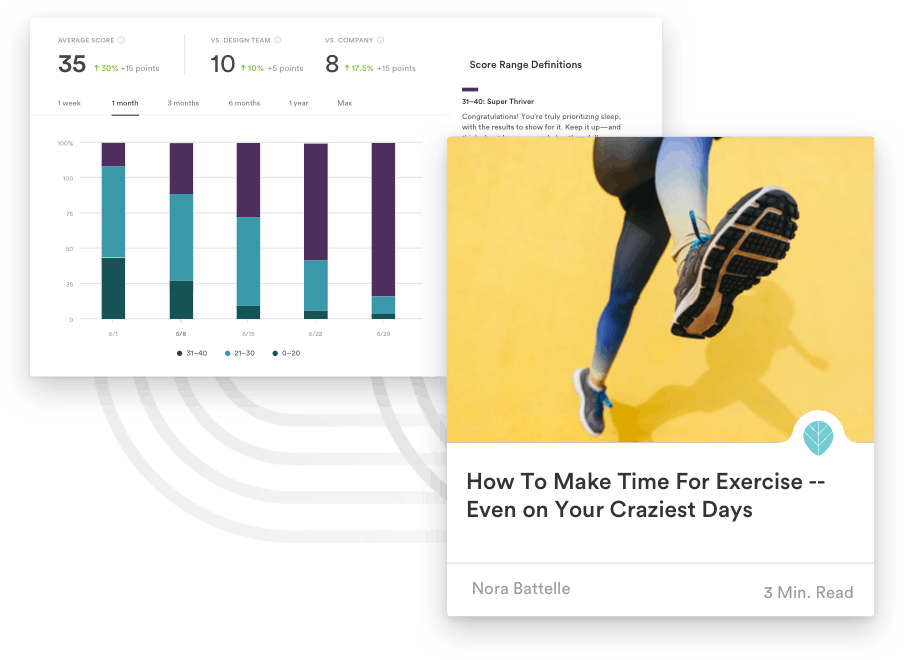 AVERAGE SCORE
35 ↑ 30% +15 points
VS. DESIGN TEAM
10 ↑ 10% +5 points
VS. COMPANY
8 ↑ 17.5% +15 points
1 week 1 month 3 months 6 months 1 year Max
100%
100
75
50
25
0
6/1 6/8 6/15 6/22 6/29
31–40 21–30 0–20
Score Range Definitions
31–40: Super Thriver
Congratulations! You're truly prioritizing sleep,
with the results to show for it. Keep it up—and
How To Make Time For Exercise --
Even on Your Craziest Days
Nora Battelle
3 Min. Read